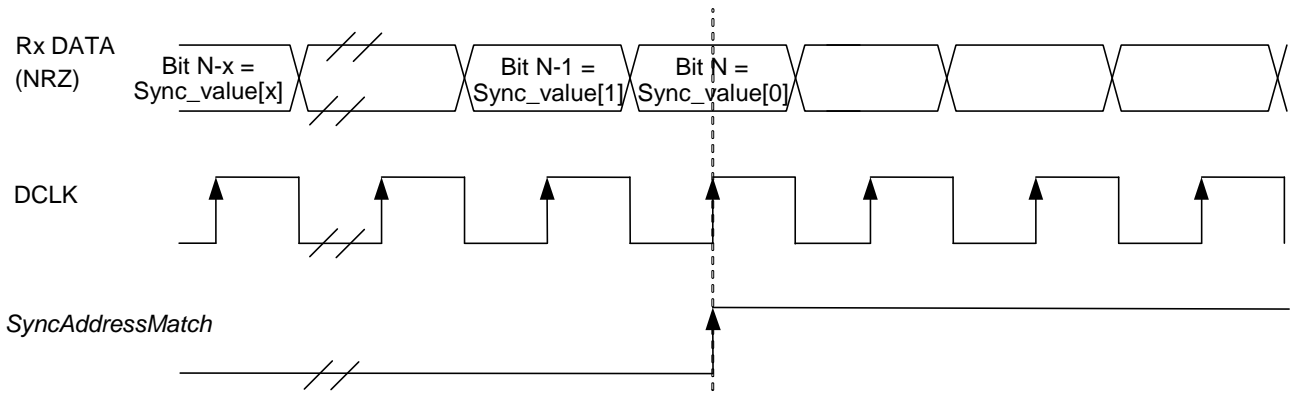 Rx DATA
(NRZ)
Bit N-x =
Sync_value[x]
Bit N-1 =
Sync_value[1]
Bit N =
Sync_value[0]
DCLK
SyncAddressMatch